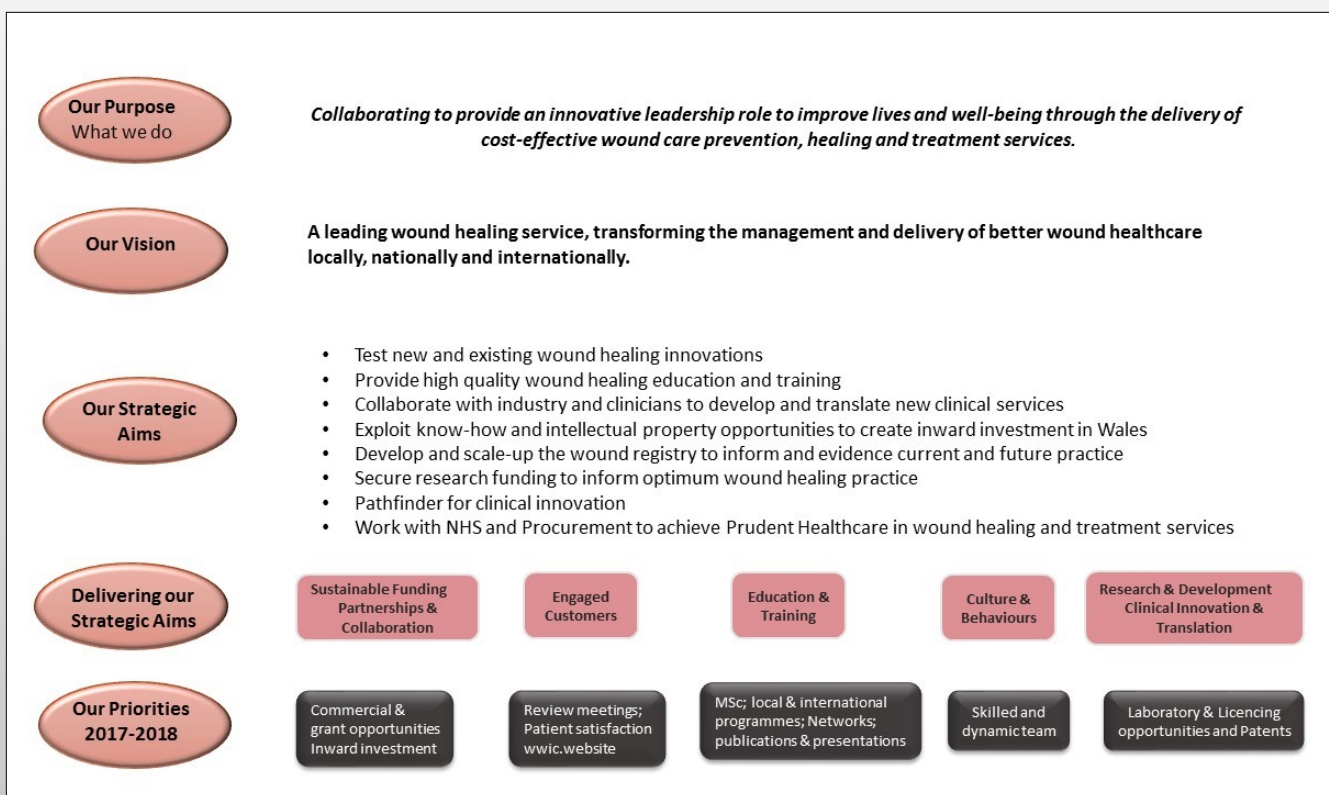 Our Purpose
What we do
Collaborating to provide an innovative leadership role to improve lives and well-being through the delivery of
cost-effective wound care prevention, healing and treatment services.
Our Vision
A leading wound healing service, transforming the management and delivery of better wound healthcare
locally, nationally and internationally.
Our Strategic
Aims
• Test new and existing wound healing innovations
• Provide high quality wound healing education and training
• Collaborate with industry and clinicians to develop and translate new clinical services
• Exploit know-how and intellectual property opportunities to create inward investment in Wales
• Develop and scale-up the wound registry to inform and evidence current and future practice
• Secure research funding to inform optimum wound healing practice
• Pathfinder for clinical innovation
• Work with NHS and Procurement to achieve Prudent Healthcare in wound healing and treatment services
Delivering our
Strategic Aims
Sustainable Funding
Partnerships &
Collaboration
Engaged
Customers
Education &
Training
Culture &
Behaviours
Research & Development
Clinical Innovation &
Translation
Our Priorities
2017-2018
Commercial &
grant opportunities
Inward investment
Review meetings;
Patient satisfaction
wwic.website
MSc; local & international
programmes; Networks;
publications & presentations
Skilled and
dynamic team
Laboratory & Licencing
opportunities and Patents